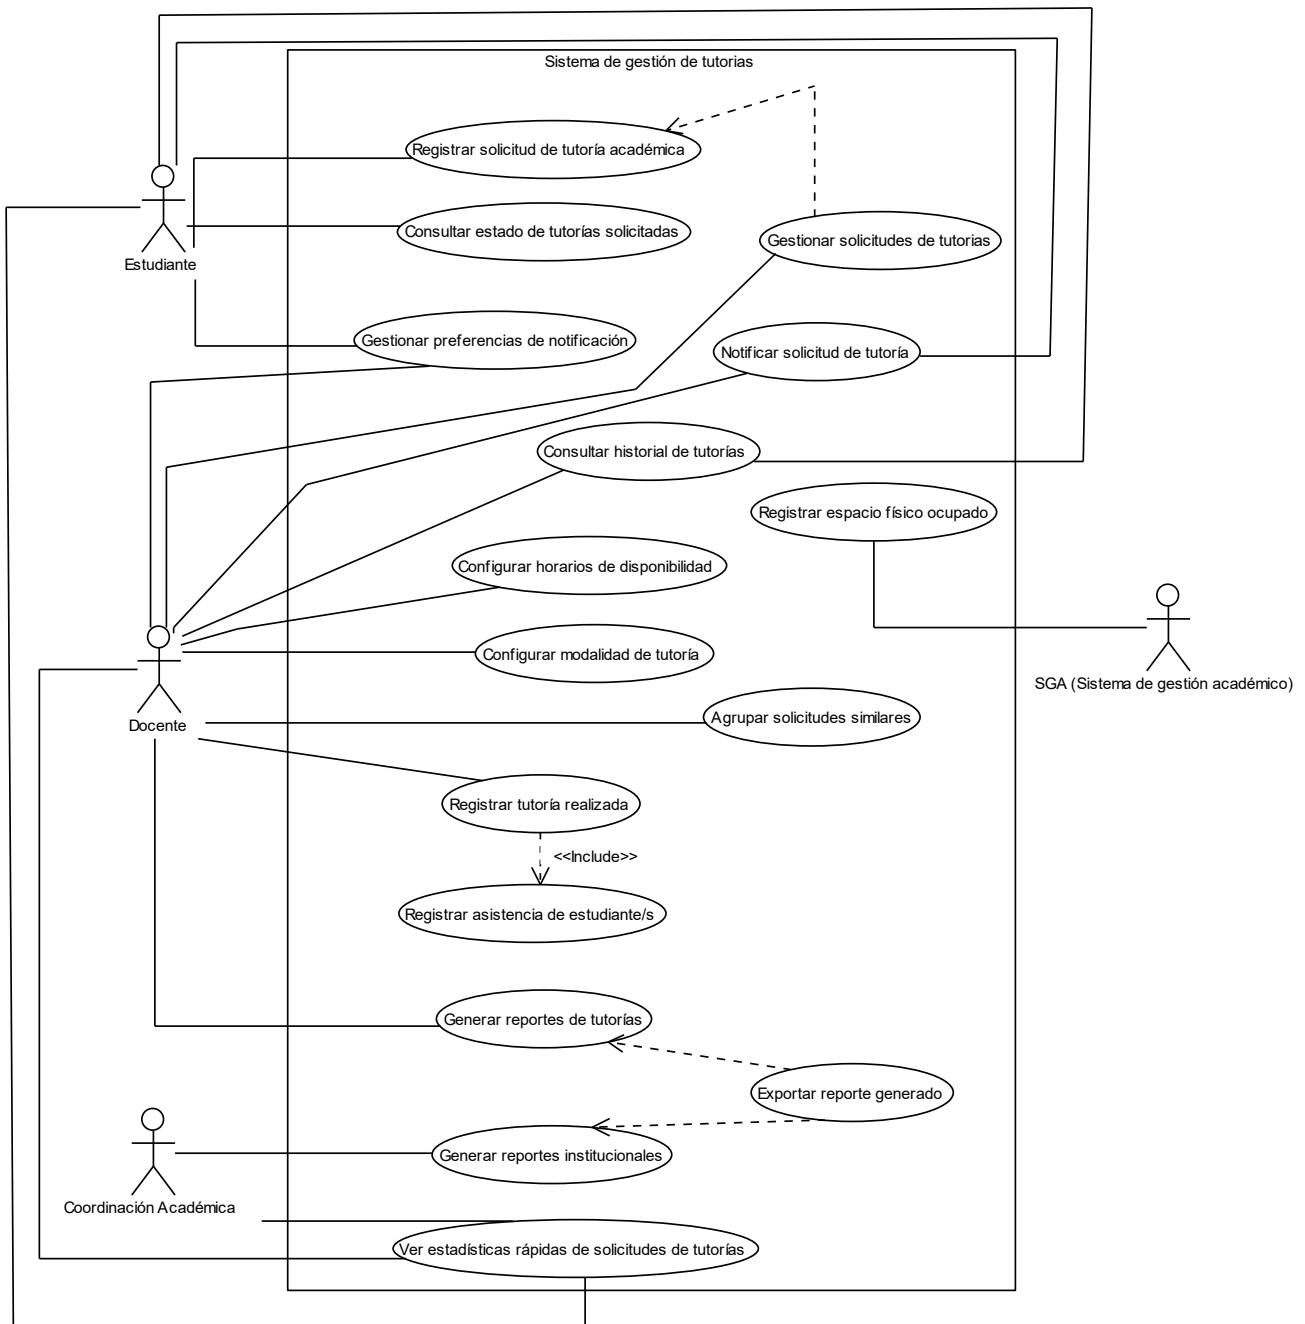 Sistema de gestión de tutorias
Registrar solicitud de tutoría académica
Consultar estado de tutorías solicitadas
Gestionar solicitudes de tutorias
Estudiante
Gestionar preferencias de notificación
Notificar solicitud de tutoría
Consultar historial de tutorías
Registrar espacio físico ocupado
Configurar horarios de disponibilidad
Configurar modalidad de tutoría
SGA (Sistema de gestión académico)
Agrupar solicitudes similares
Docente
Registrar tutoría realizada
<<Include>>
Registrar asistencia de estudiante/s
Generar reportes de tutorías
Exportar reporte generado
Generar reportes institucionales
Coordinación Académica
Ver estadísticas rápidas de solicitudes de tutorías